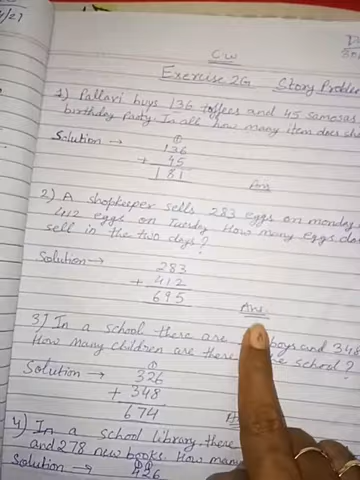 CW
Exercise 2G Story Proble
1) Pallavi buys 136 toffees and 45 samosas
birthday party. In all how many item does sh
Solution → 1
136
+ 45
181
Ans
2) A shopkeeper sells 283 eggs on monday
412 eggs on Tuesday How many eggs do
sell in the two days?
Solution →
283
+ 412
695
Ans
3) In a school there are boys and 348
How many children are there school?
Solution → 1
326
+ 348
674
4) In a school library there
and 278 new books. How many
Solution →
426